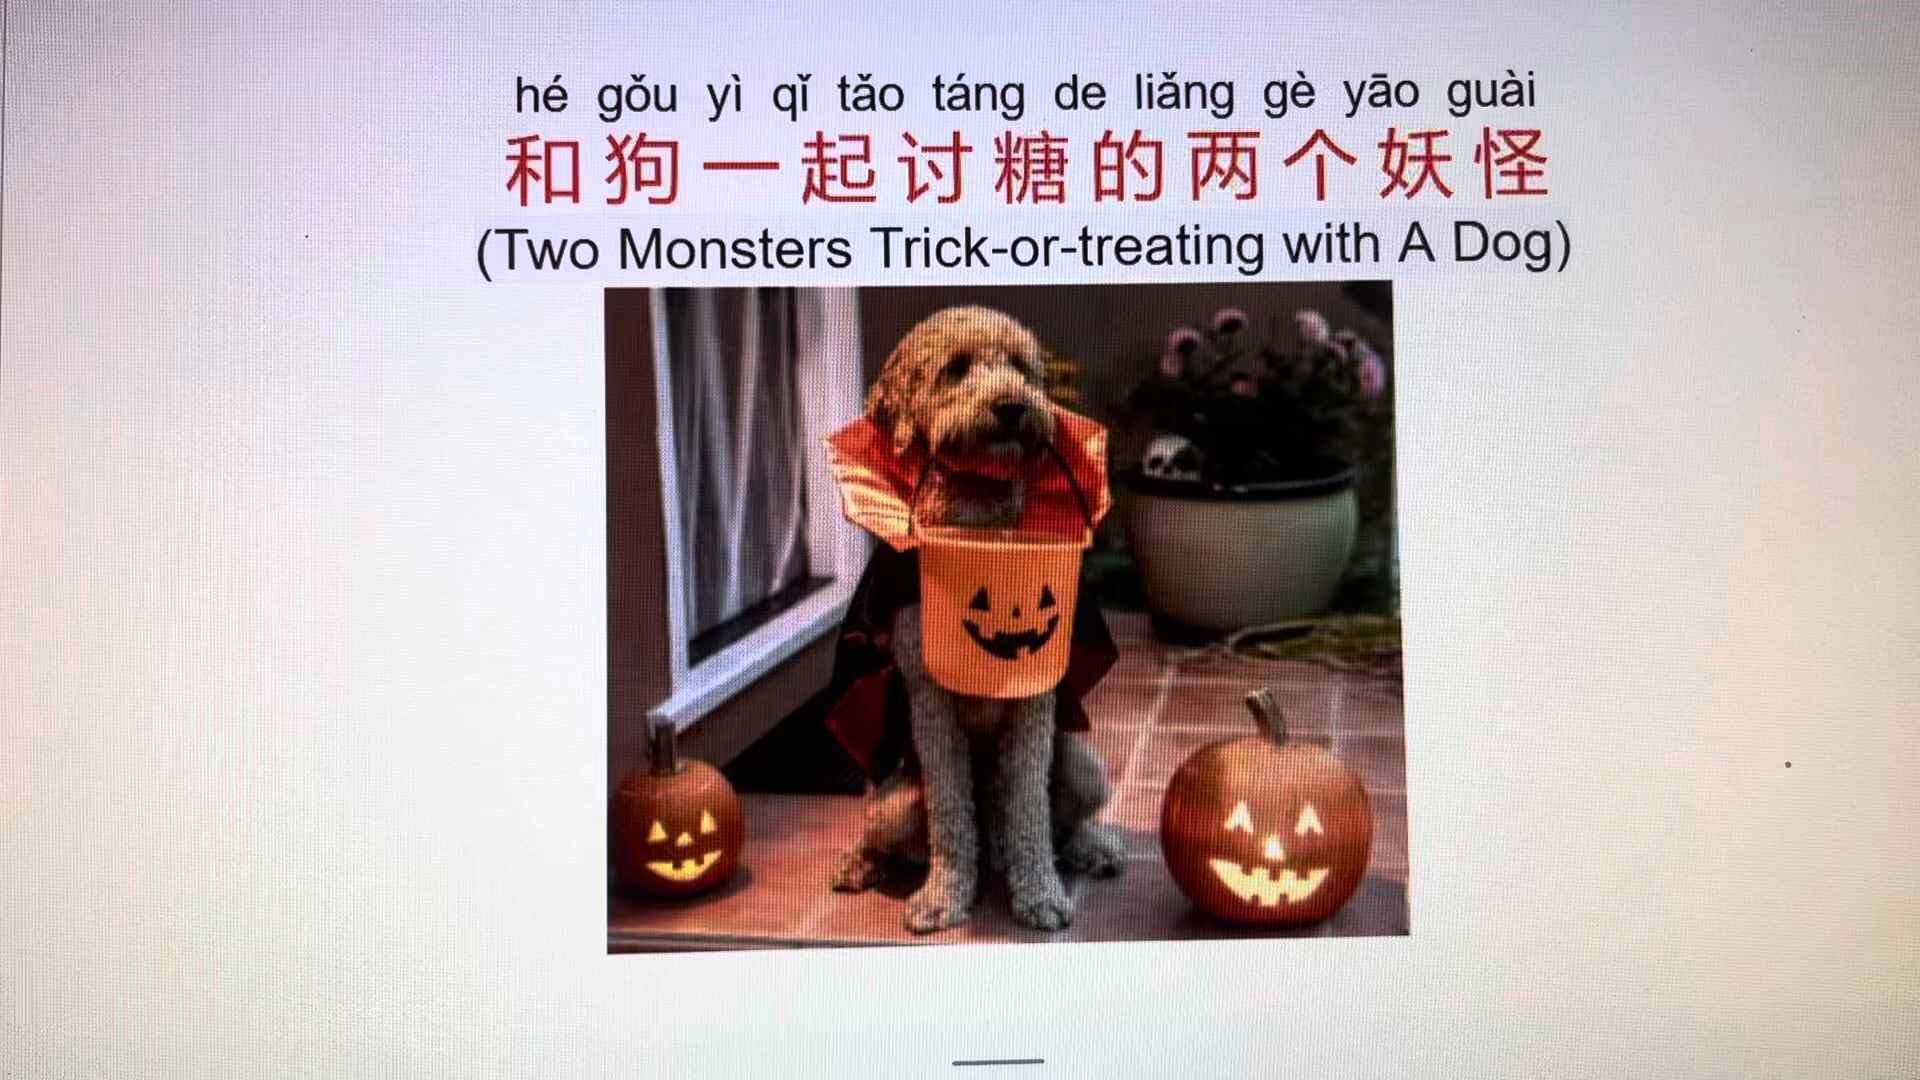 hé gǒu yì qǐ tǎo táng de liǎng gè yāo guài
和狗一起讨糖的两个妖怪
(Two Monsters Trick-or-treating with A Dog)